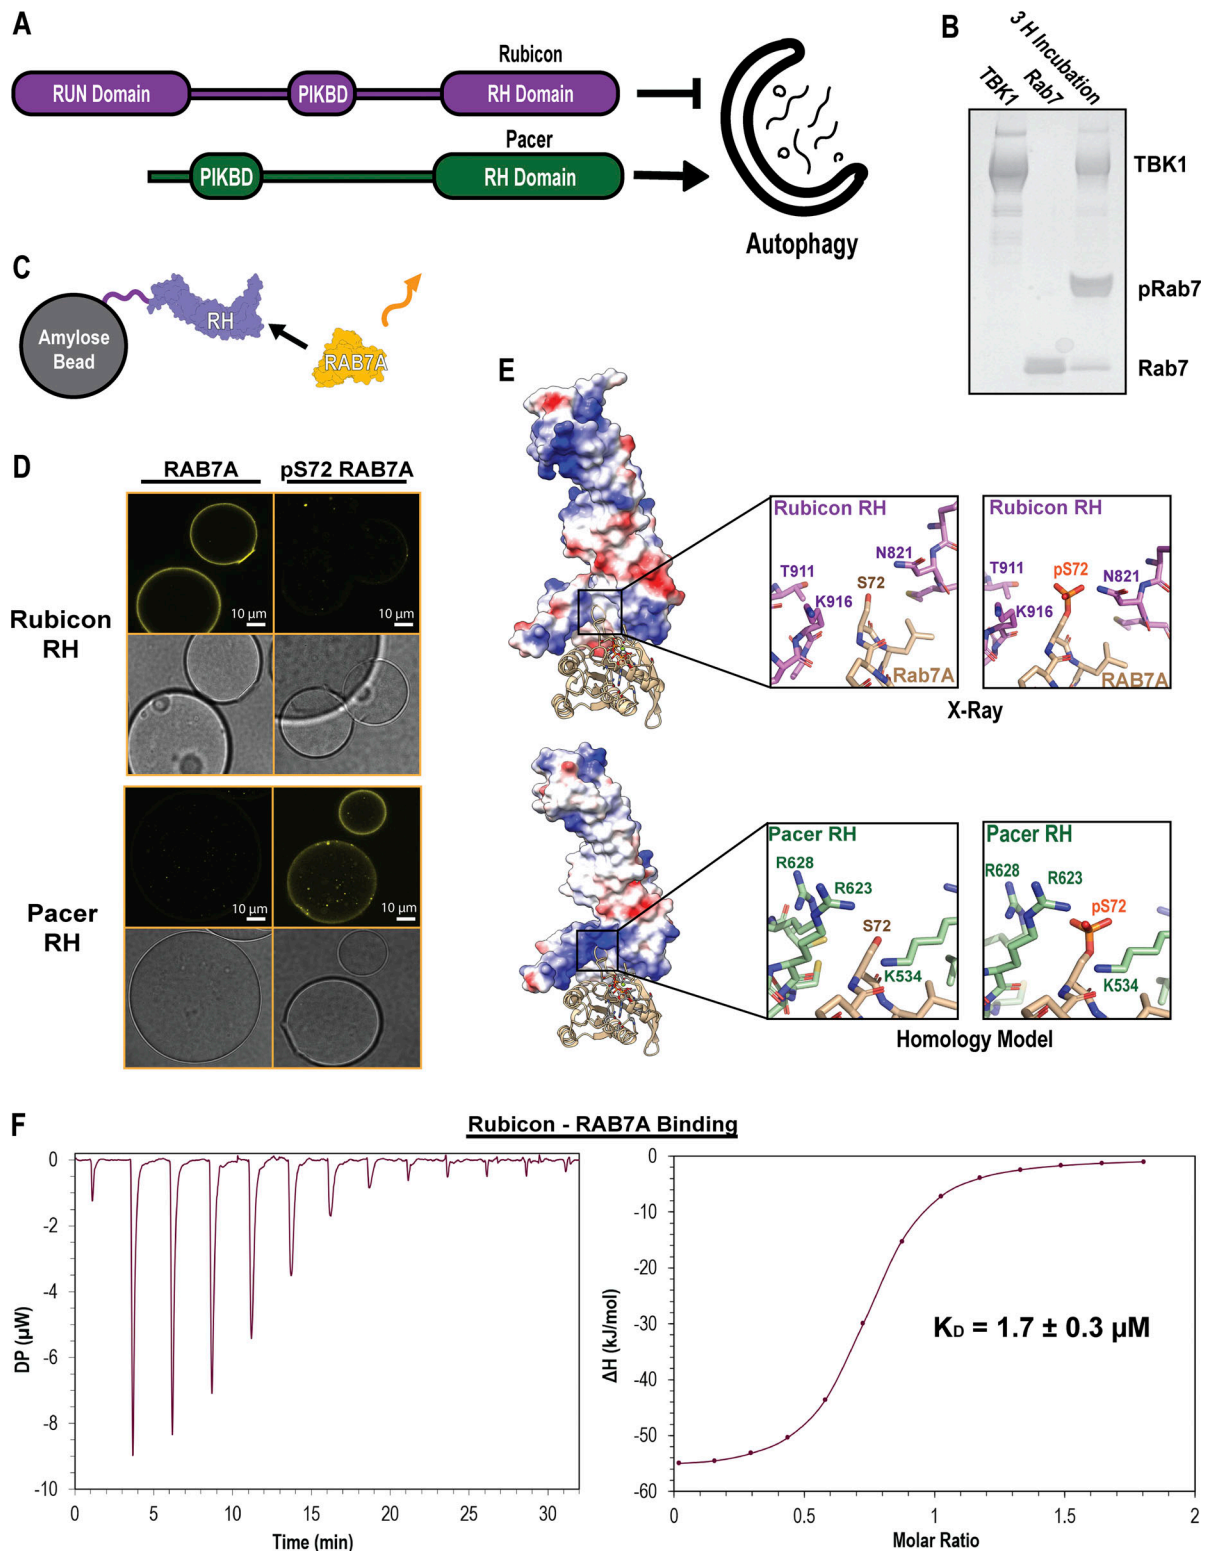 A
Rubicon
RUN Domain
PIKBD
RH Domain
Pacer
PIKBD
RH Domain
Autophagy
B
TBK1
Rab7
3 H Incubation
TBK1
pRab7
Rab7
C
Amylose
Bead
RH
RAB7A
D
RAB7A
pS72 RAB7A
Rubicon
RH
10 µm
10 µm
Pacer
RH
10 µm
10 µm
E
Rubicon RH
T911
K916
S72
N821
Rab7A
Rubicon RH
T911
K916
pS72
N821
RAB7A
X-Ray
Pacer RH
R628
R623
S72
K534
Pacer RH
R628
R623
pS72
K534
Homology Model
F
Rubicon - RAB7A Binding
0
-2
-4
-6
-8
-10
DP (µW)
0 5 10 15 20 25 30
Time (min)
0
-10
-20
-30
-40
-50
-60
ΔH (kJ/mol)
KD = 1.7 ± 0.3 µM
0 0.5 1 1.5 2
Molar Ratio